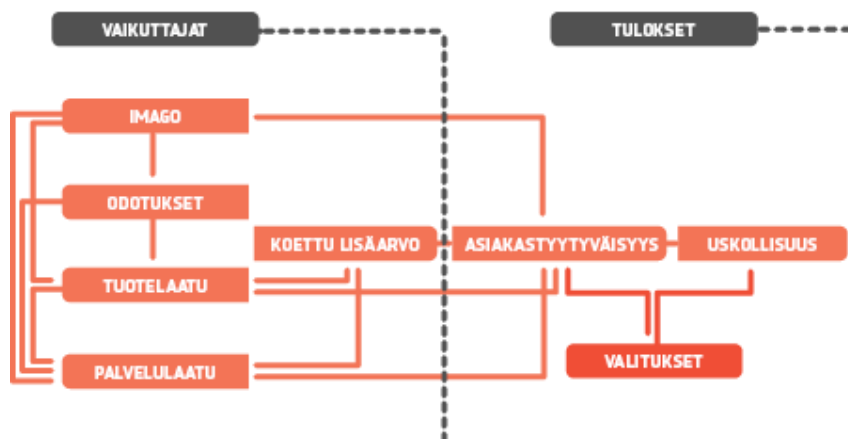 VAIKUTTAJAT
TULOKSET
IMAGO
ODOTUKSET
KOETTU LISÄARVO
ASIAKASTYYTYVÄISYYS
USKOLLISUUS
TUOTELAATU
PALVELULAATU
VALITUKSET